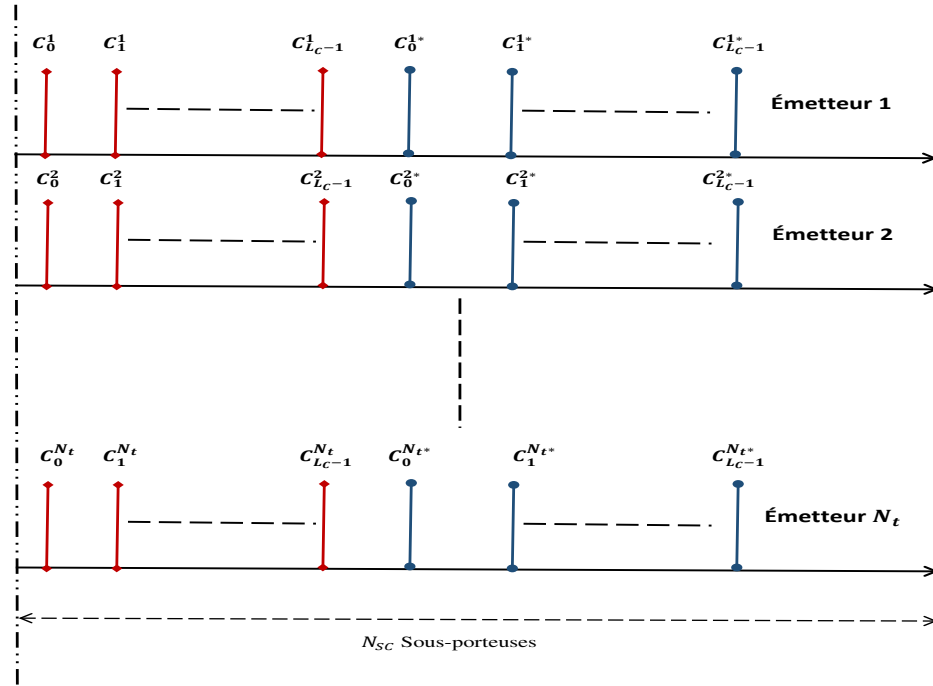 C_0^1 C_1^1 C_{L_C-1}^1 C_0^{1*} C_1^{1*} C_{L_C-1}^{1*}
Émetteur 1
C_0^2 C_1^2 C_{L_C-1}^2 C_0^{2*} C_1^{2*} C_{L_C-1}^{2*}
Émetteur 2
C_0^{N_t} C_1^{N_t} C_{L_C-1}^{N_t} C_0^{N_t*} C_1^{N_t*} C_{L_C-1}^{N_t*}
Émetteur N_t
N_{SC} Sous-porteuses